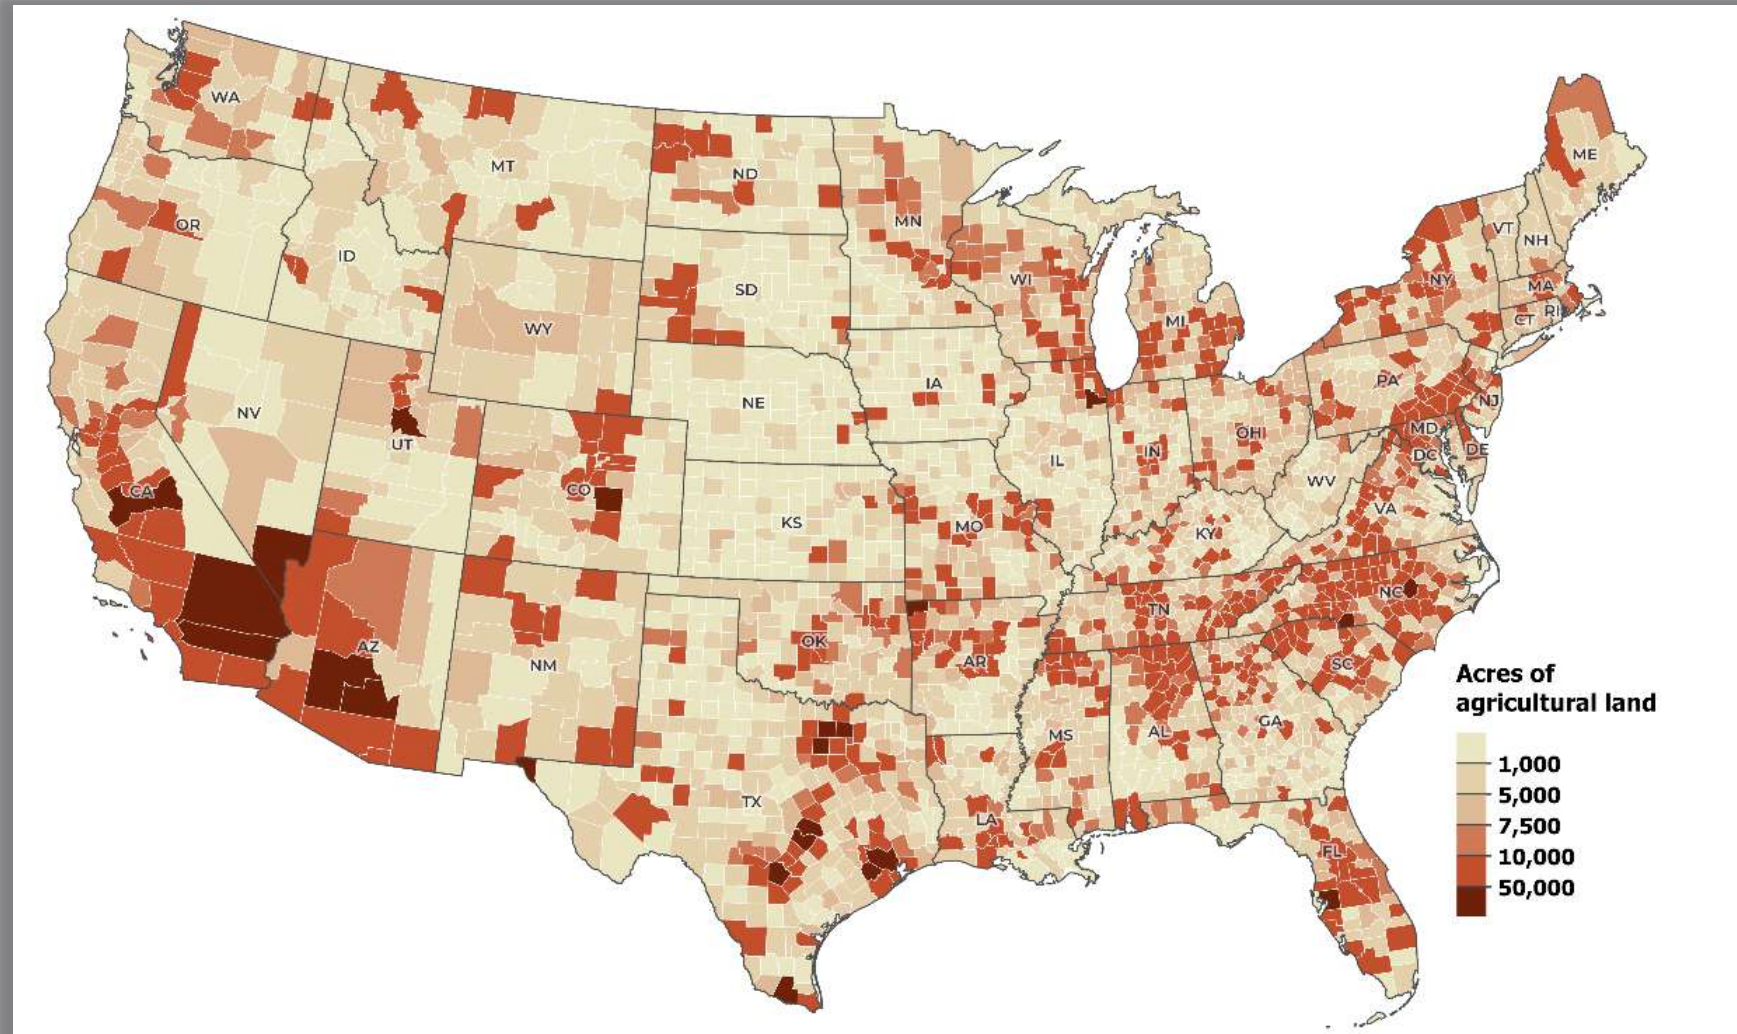 WA
MT
ND
MN
ME
VT
NH
OR
ID
WY
SD
WI
NY
MA
CT
RI
MI
NV
UT
NE
IA
PA
NJ
MD
DE
DC
OHI
IN
IL
WV
VA
CA
CO
KS
MO
KY
NC
TN
AZ
NM
OK
AR
SC
MS
AL
GA
TX
LA
FL
Acres of
agricultural land
1,000
5,000
7,500
10,000
50,000